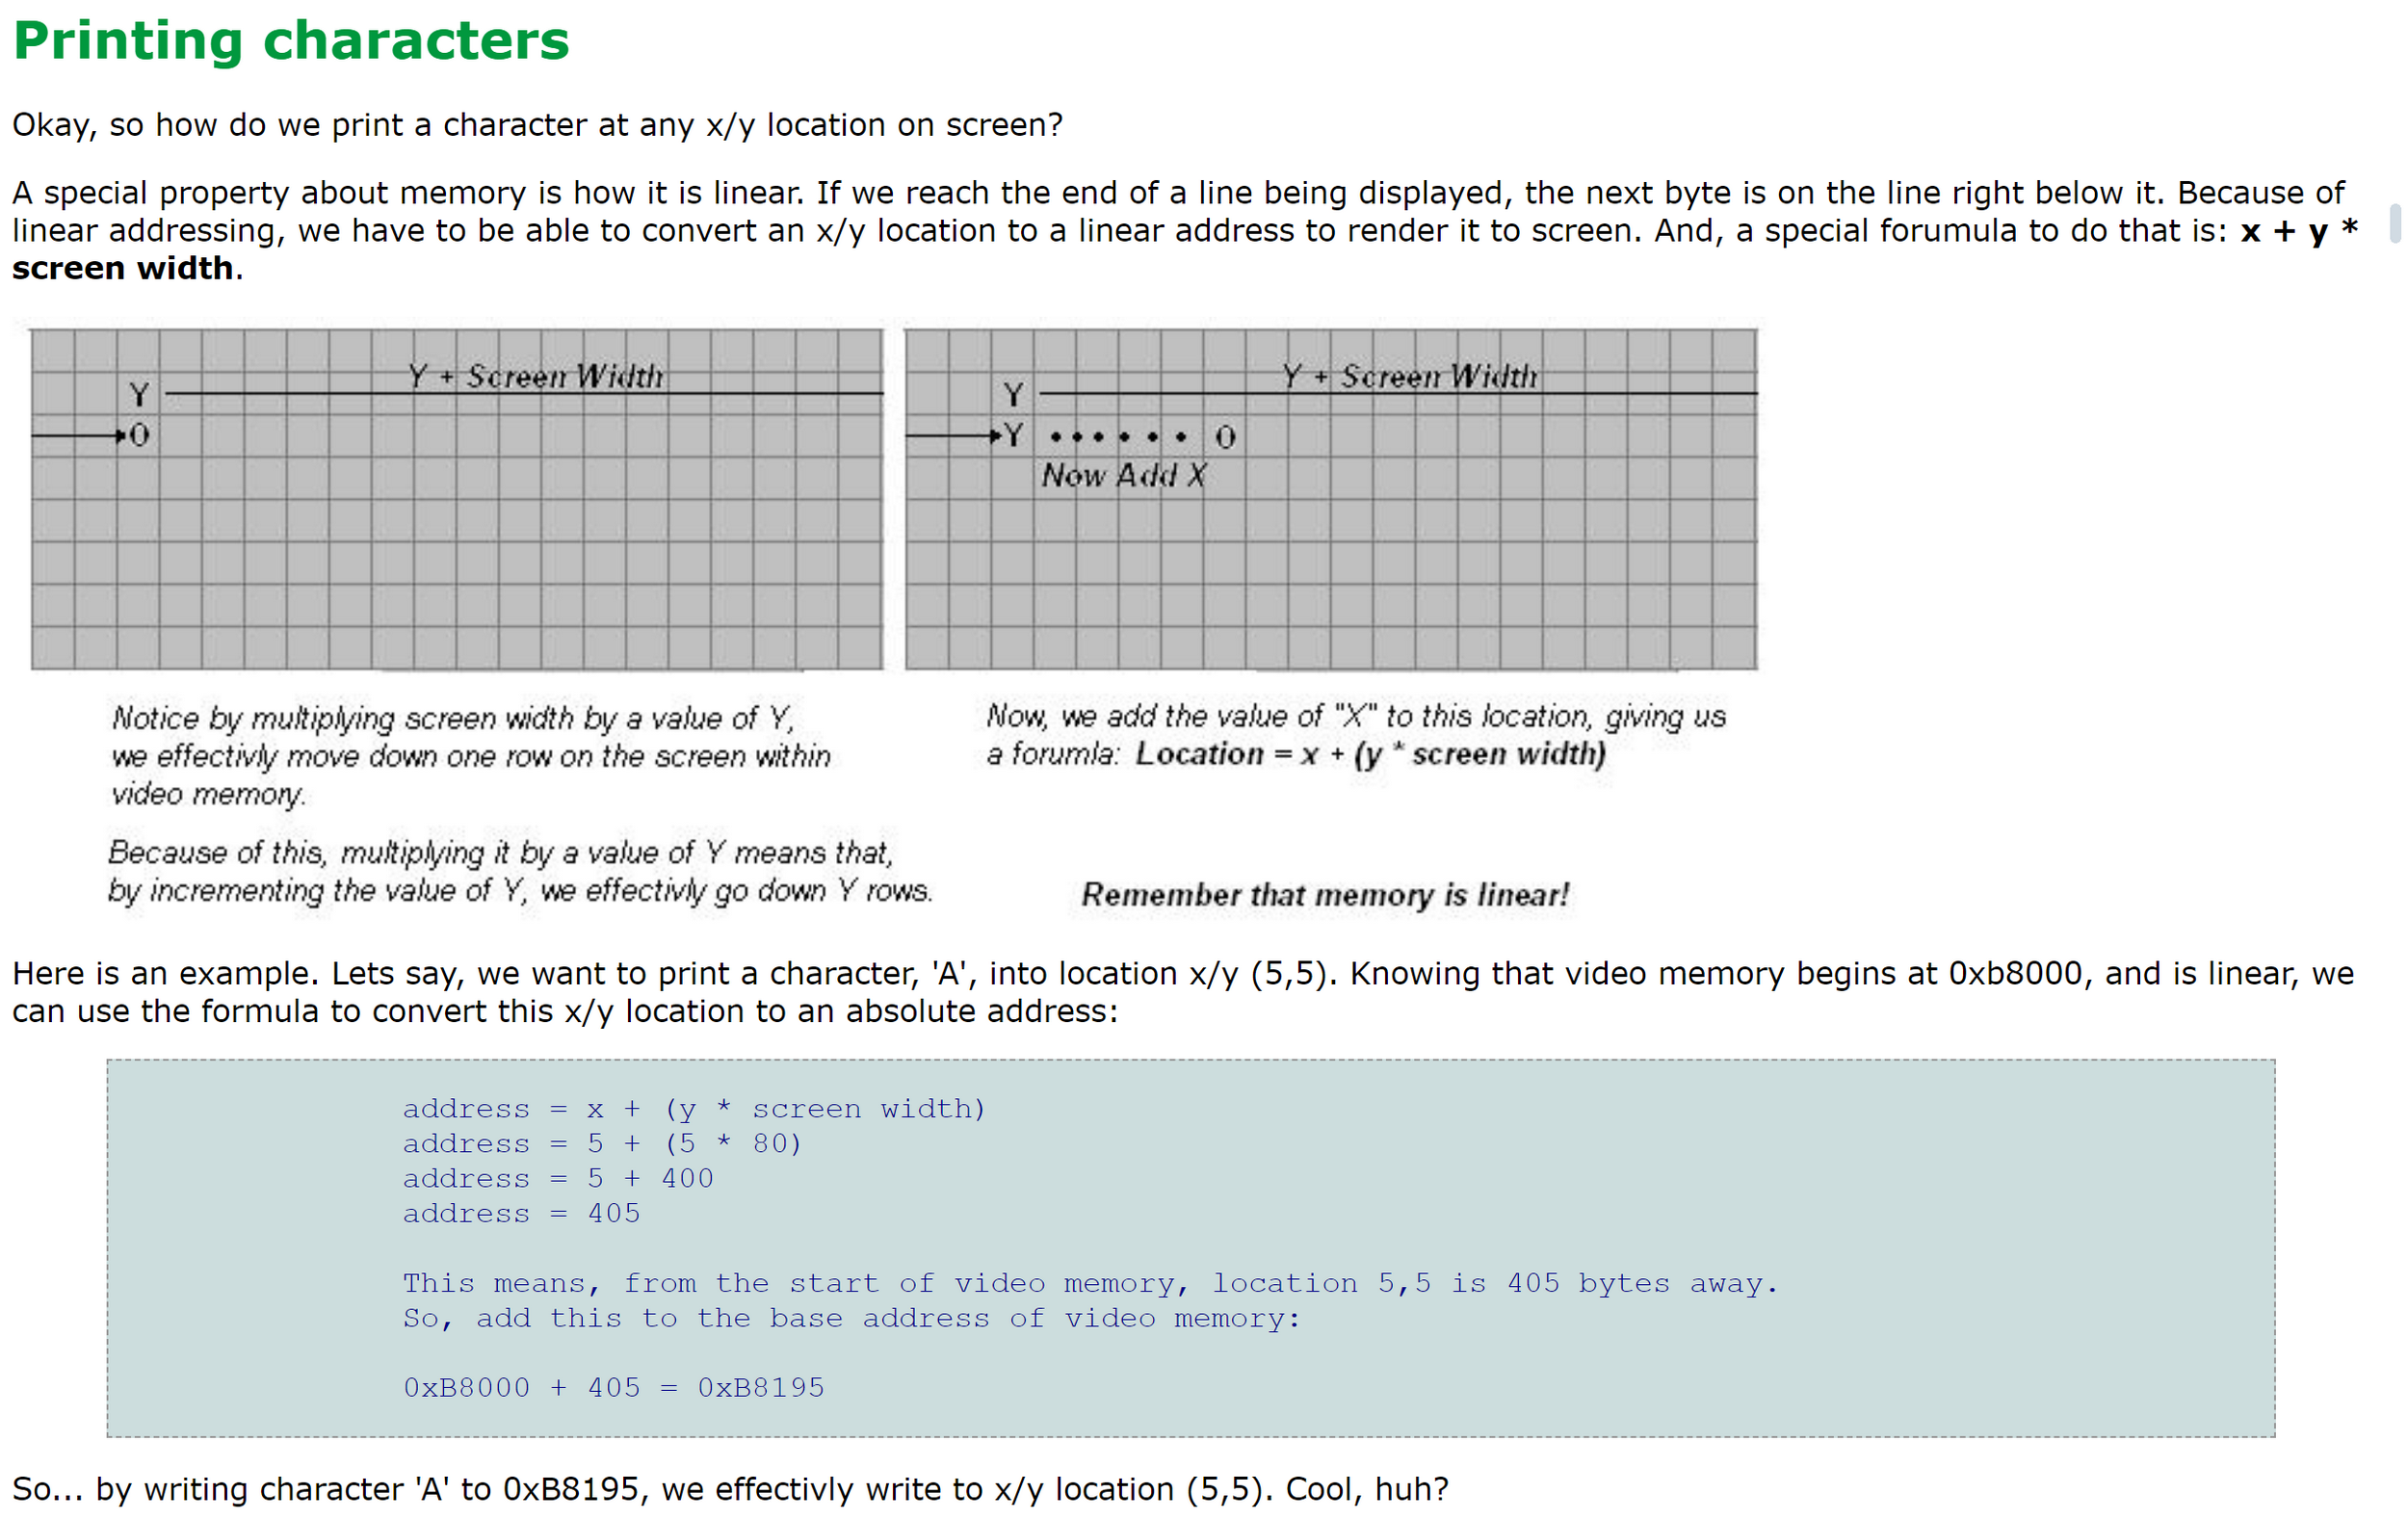 Printing characters
Okay, so how do we print a character at any x/y location on screen?
A special property about memory is how it is linear. If we reach the end of a line being displayed, the next byte is on the line right below it. Because of
linear addressing, we have to be able to convert an x/y location to a linear address to render it to screen. And, a special forumula to do that is: x + y *
screen width.
Y + Screen Width
Y
0
Notice by multiplying screen width by a value of Y,
we effectivly move down one row on the screen within
video memory.
Because of this, multiplying it by a value of Y means that,
by incrementing the value of Y, we effectivly go down Y rows.
Y + Screen Width
Y
Y ...... 0
Now Add X
Now, we add the value of "X" to this location, giving us
a forumla: Location = x + (y * screen width)
Remember that memory is linear!
Here is an example. Lets say, we want to print a character, 'A', into location x/y (5,5). Knowing that video memory begins at 0xb8000, and is linear, we
can use the formula to convert this x/y location to an absolute address:
address = x + (y * screen width)
address = 5 + (5 * 80)
address = 5 + 400
address = 405
This means, from the start of video memory, location 5,5 is 405 bytes away.
So, add this to the base address of video memory:
0xB8000 + 405 = 0xB8195
So... by writing character 'A' to 0xB8195, we effectivly write to x/y location (5,5). Cool, huh?